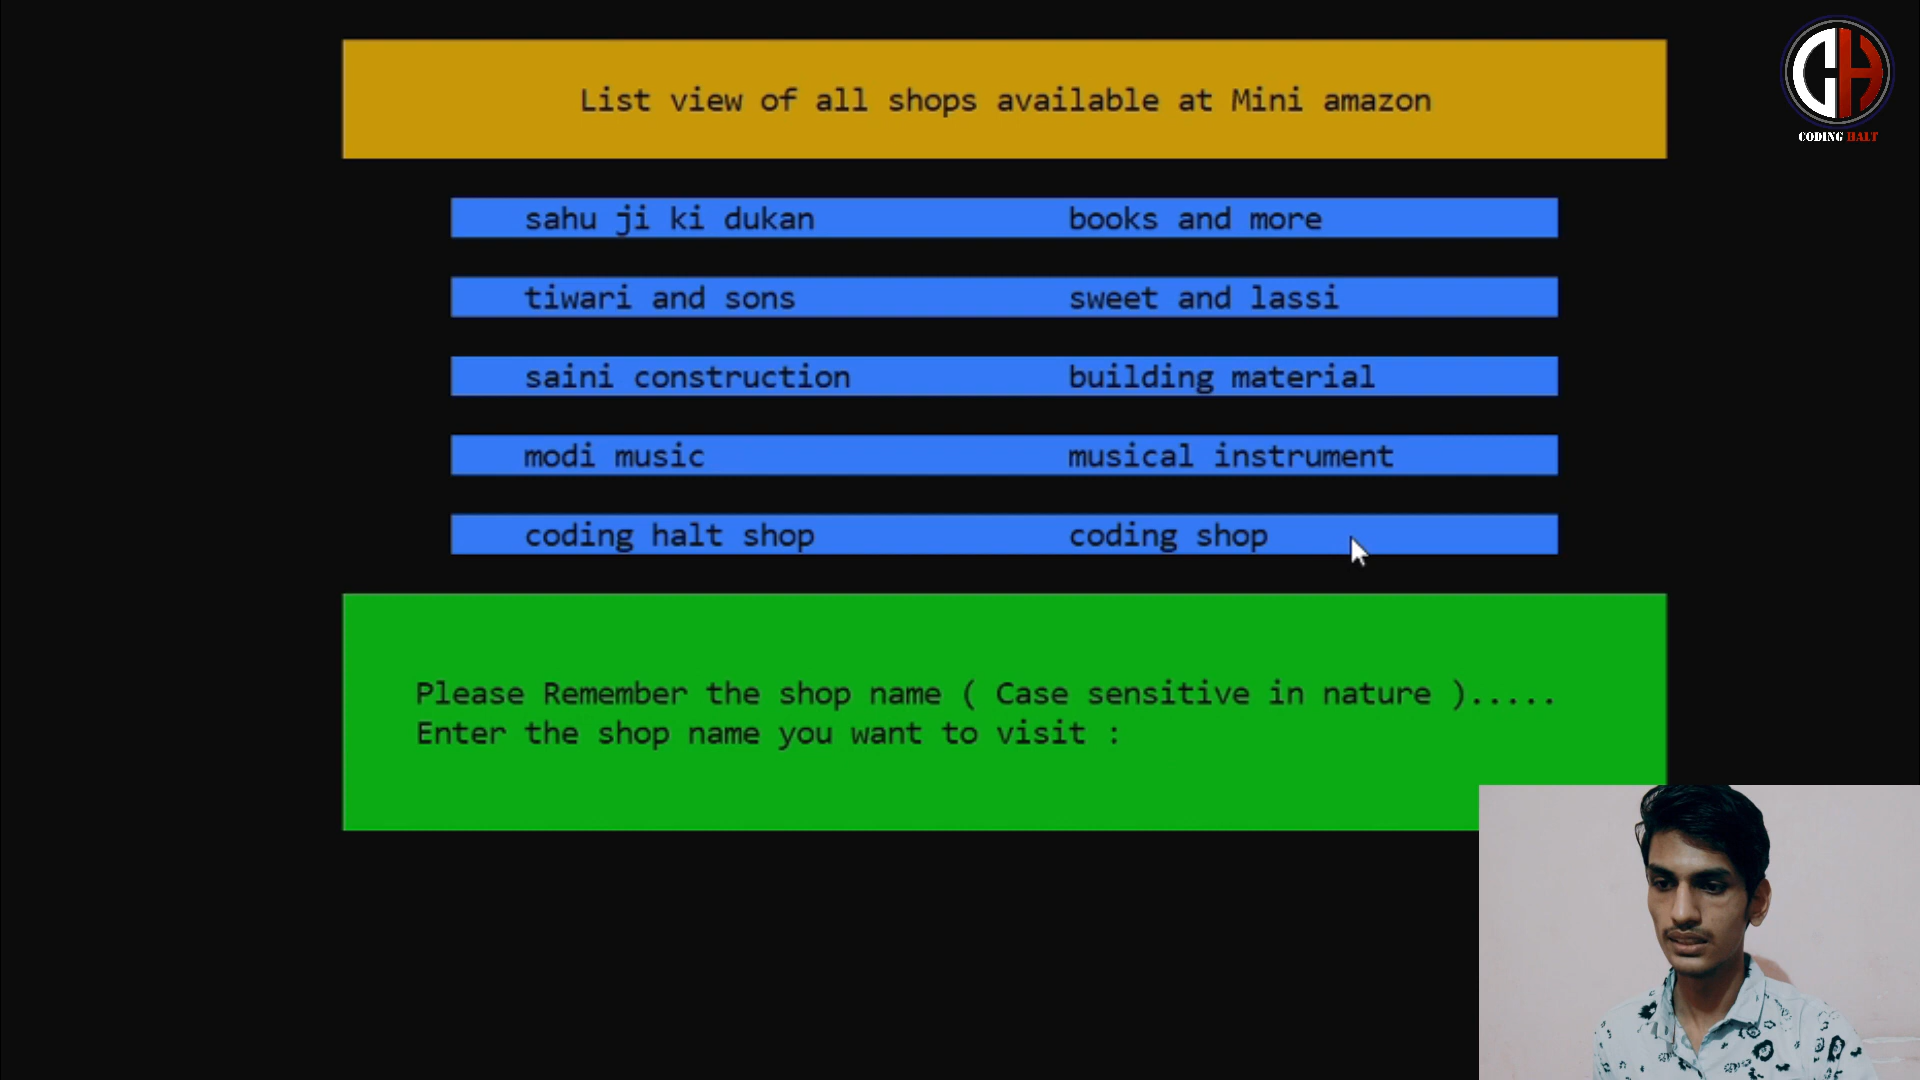 List view of all shops available at Mini amazon
CODING HALT
sahu ji ki dukan books and more
tiwari and sons sweet and lassi
saini construction building material
modi music musical instrument
coding halt shop coding shop
Please Remember the shop name ( Case sensitive in nature ).....
Enter the shop name you want to visit :